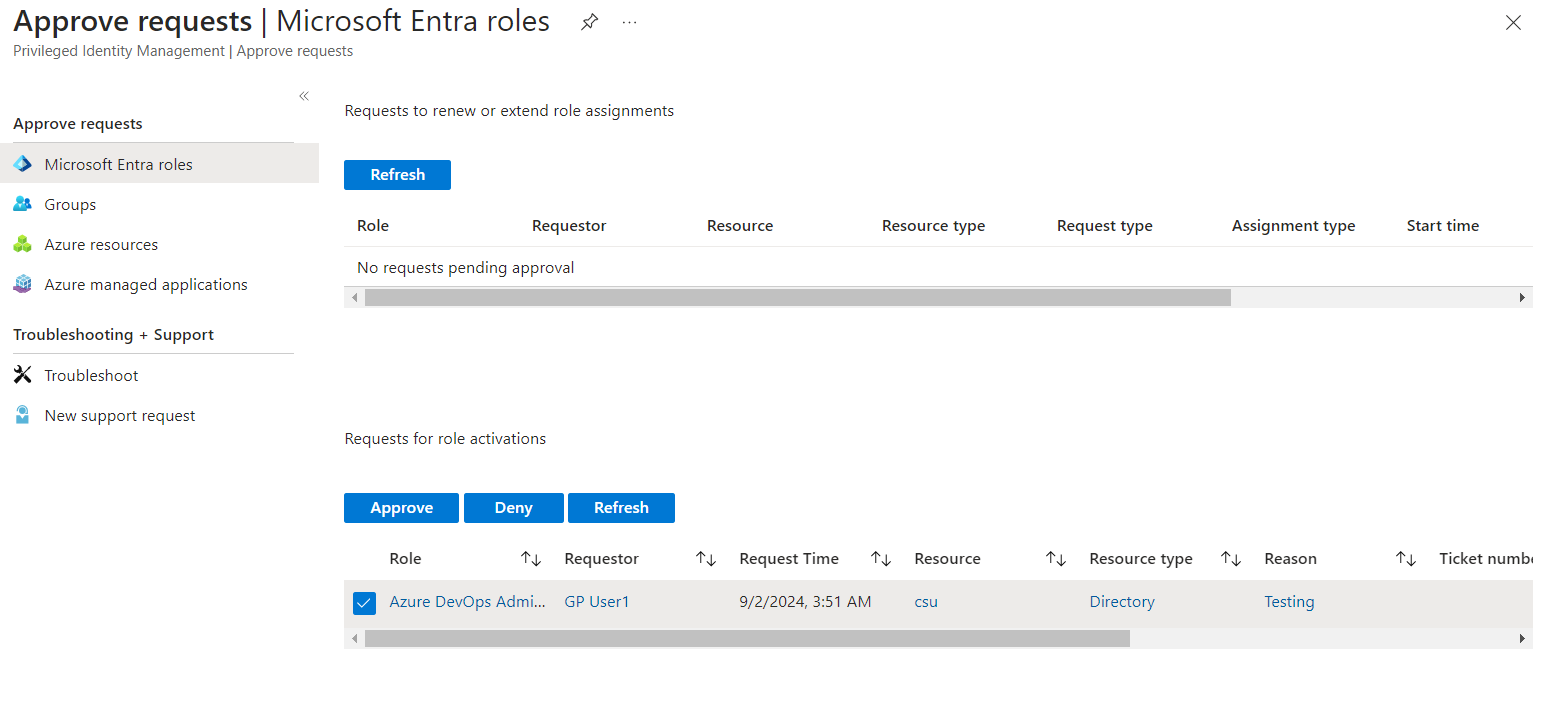 Approve requests | Microsoft Entra roles ...
Privileged Identity Management | Approve requests
Approve requests
Microsoft Entra roles
Groups
Azure resources
Azure managed applications
Troubleshooting + Support
Troubleshoot
New support request
Requests to renew or extend role assignments
Refresh
Role Requestor Resource Resource type Request type Assignment type Start time
No requests pending approval
Requests for role activations
Approve Deny Refresh
Role Requestor Request Time Resource Resource type Reason Ticket numbe
Azure DevOps Admi... GP User1 9/2/2024, 3:51 AM csu Directory Testing